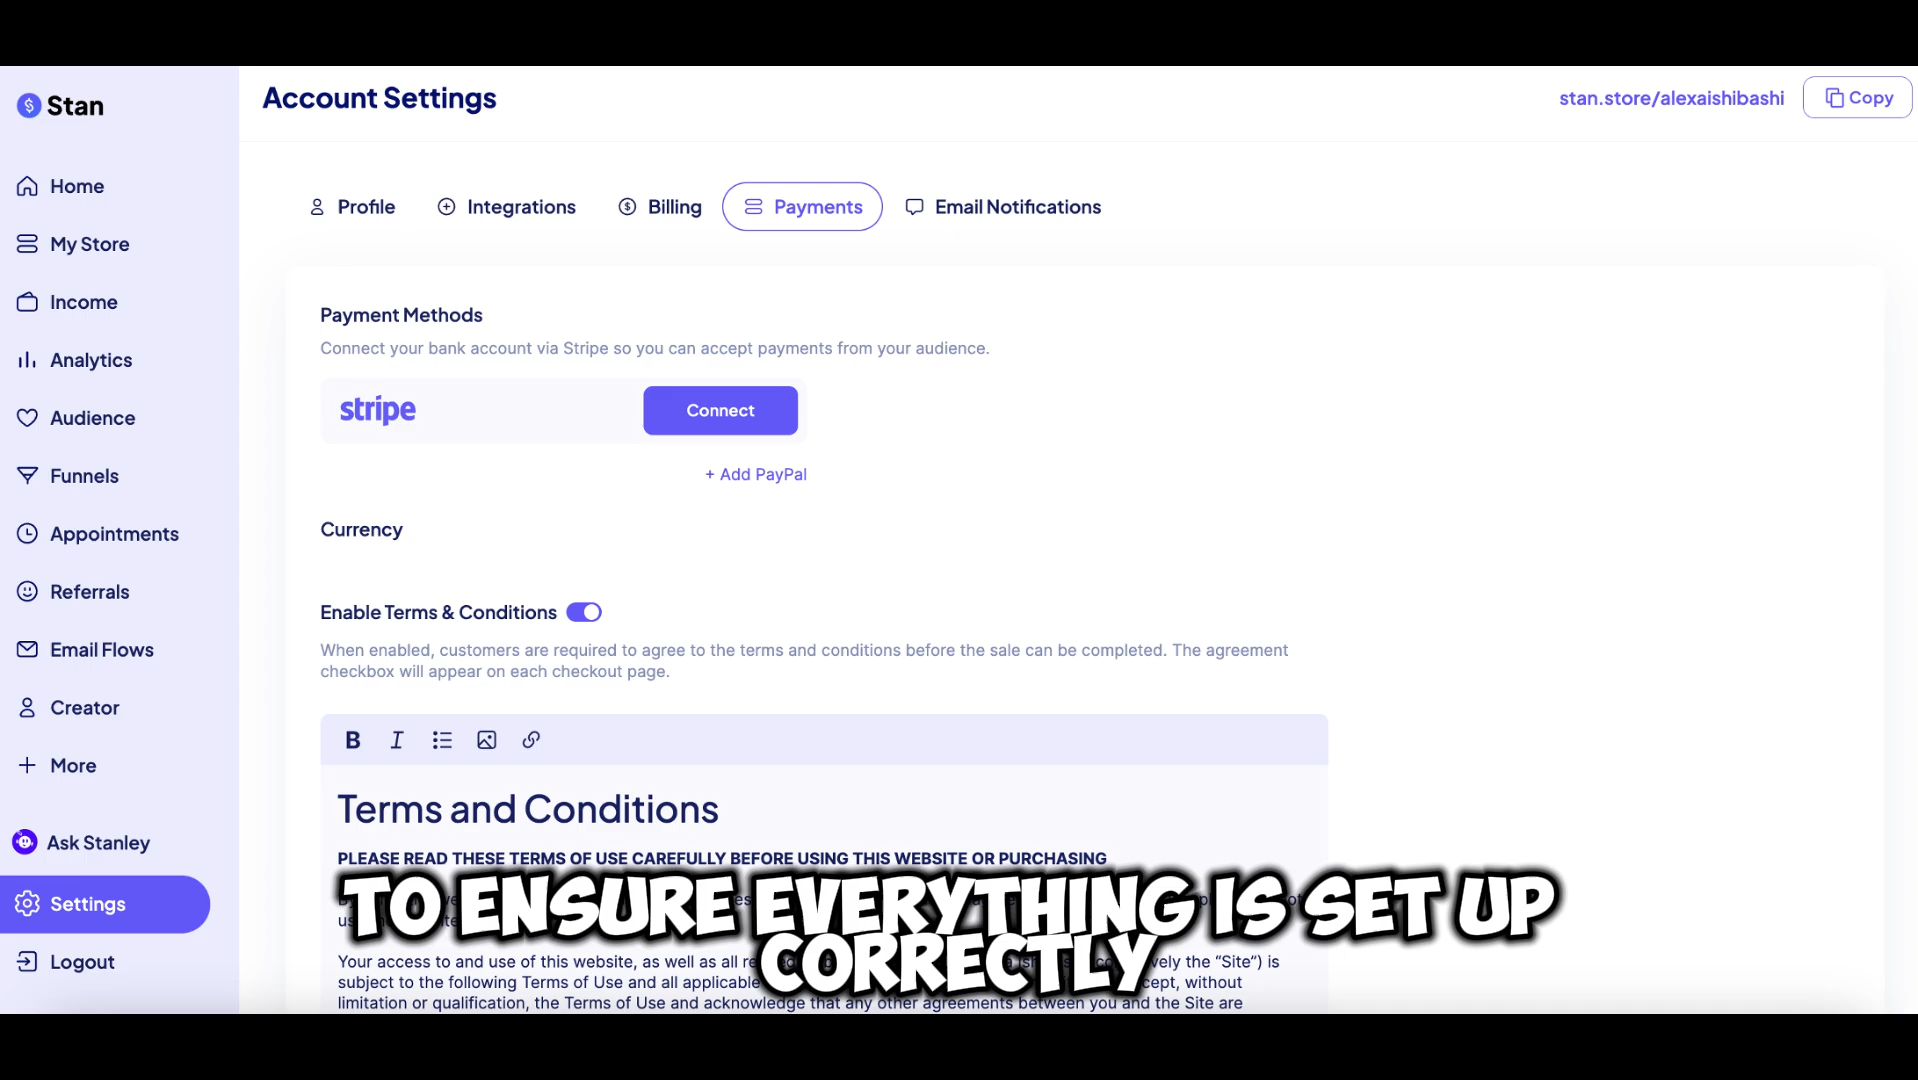 Stan
Account Settings
stan.store/alexaishibashi
Copy
Home
My Store
Income
Analytics
Audience
Funnels
Appointments
Referrals
Email Flows
Creator
More
Ask Stanley
Settings
Logout
Profile
Integrations
Billing
Payments
Email Notifications
Payment Methods
Connect your bank account via Stripe so you can accept payments from your audience.
stripe
Connect
+ Add PayPal
Currency
Enable Terms & Conditions
When enabled, customers are required to agree to the terms and conditions before the sale can be completed. The agreement
checkbox will appear on each checkout page.
B I
Terms and Conditions
PLEASE READ THESE TERMS OF USE CAREFULLY BEFORE USING THIS WEBSITE OR PURCHASING
TO ENSURE EVERYTHING IS SET UP
CORRECTLY
Your access to and use of this website, as well as all vely the “Site”) is
subject to the following Terms of Use and all applicable without
limitation or qualification, the Terms of Use and acknowledge that any other agreements between you and the Site are